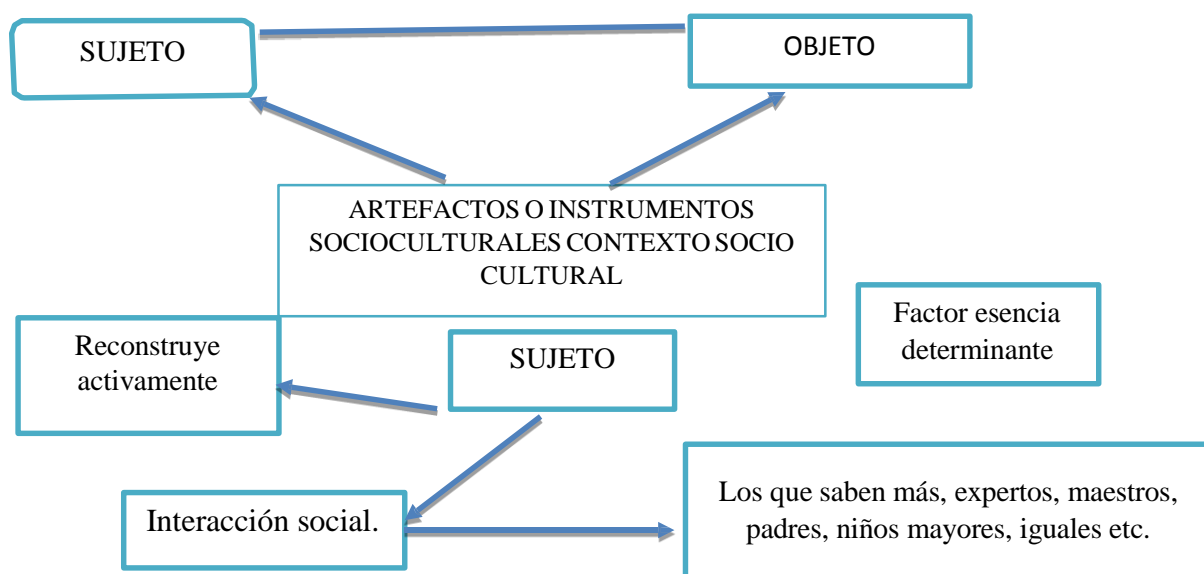 SUJETO
OBJETO
ARTEFACTOS O INSTRUMENTOS
SOCIOCULTURALES CONTEXTO SOCIO
CULTURAL
Factor esencia
determinante
Reconstruye
activamente
SUJETO
Interacción social.
Los que saben más, expertos, maestros,
padres, niños mayores, iguales etc.